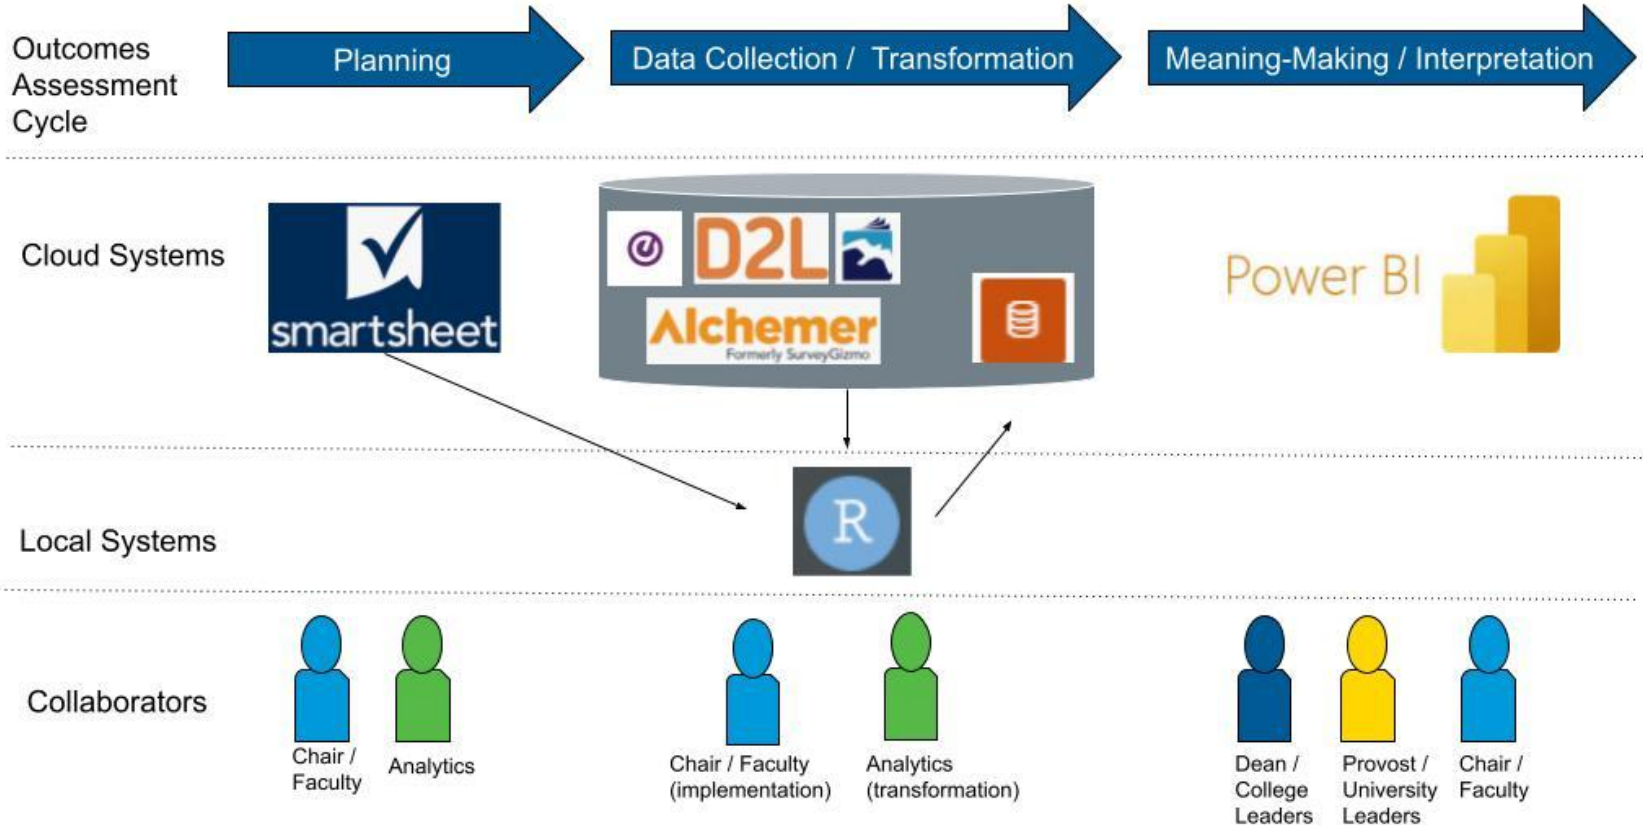 Outcomes
Assessment
Cycle
Planning
Data Collection / Transformation
Meaning-Making / Interpretation
Cloud Systems
smartsheet
D2L
Alchemer
Formerly SurveyGizmo
Power BI
Local Systems
R
Collaborators
Chair /
Faculty
Analytics
Chair / Faculty
(implementation)
Analytics
(transformation)
Dean /
College
Leaders
Provost /
University
Leaders
Chair /
Faculty